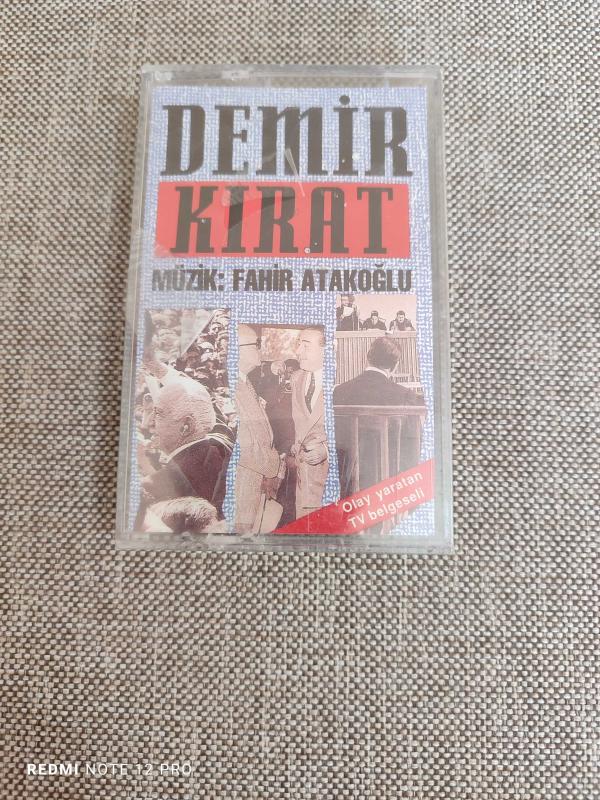 DEMİR
KIRAT
MÜZİK: FAHİR ATAKOĞLU
Olay yaratan
TV belgeseli
REDMI NOTE 12 PRO